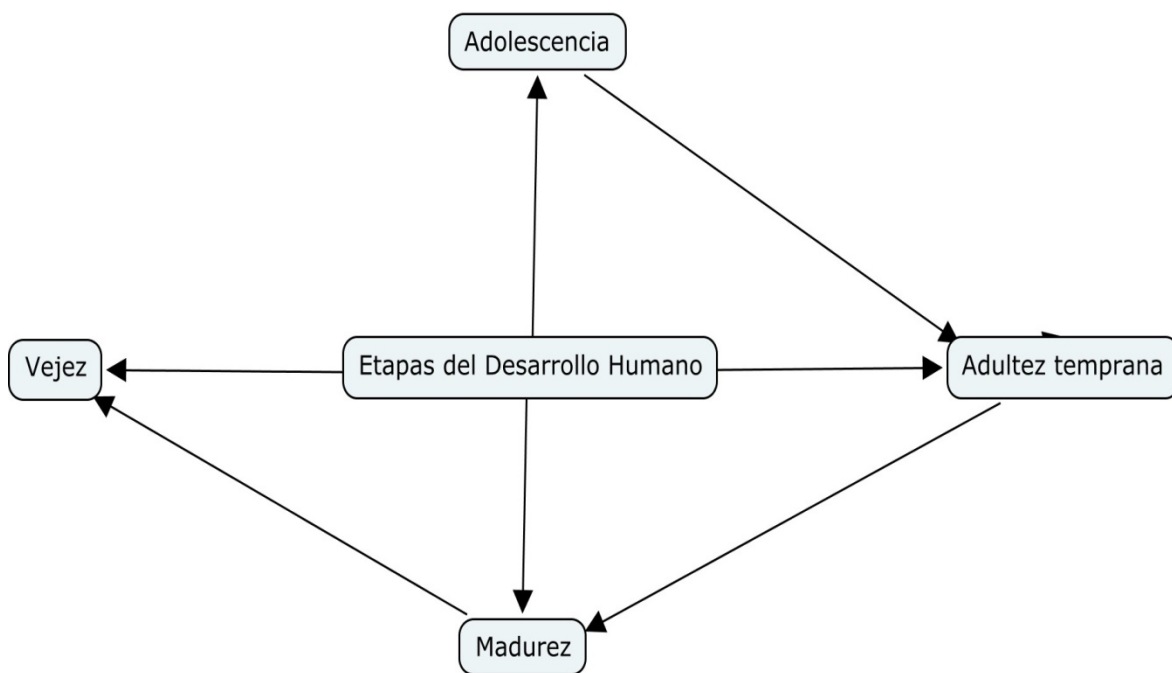 Adolescencia
Vejez
Etapas del Desarrollo Humano
Adultez temprana
Madurez